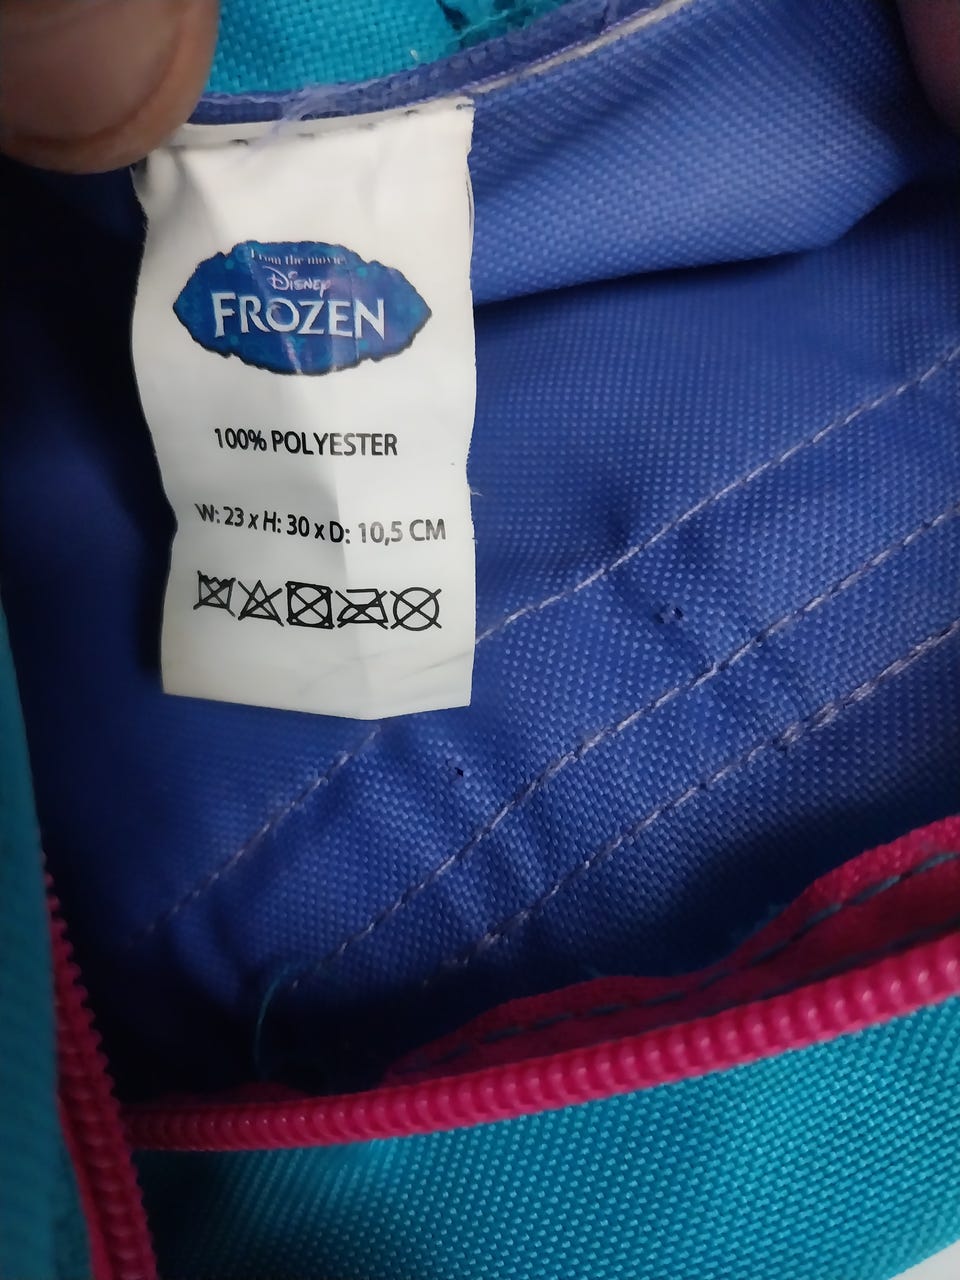 From the movie
Disney
FROZEN
100% POLYESTER
W: 23 x H: 30 x D: 10,5 CM